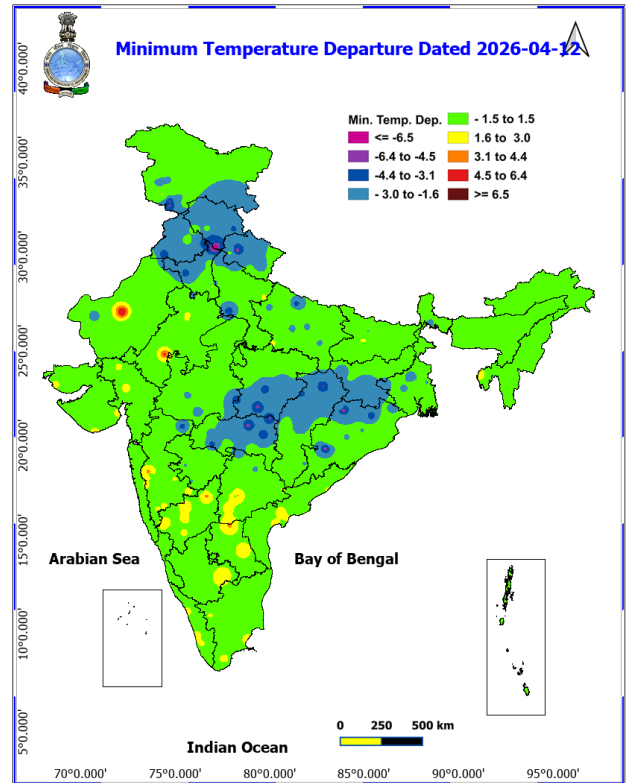 Minimum Temperature Departure Dated 2026-04-12
Min. Temp. Dep.
<= -6.5
-6.4 to -4.5
-4.4 to -3.1
- 3.0 to -1.6
- 1.5 to 1.5
1.6 to 3.0
3.1 to 4.4
4.5 to 6.4
>= 6.5
40°0.000'
35°0.000'
30°0.000'
25°0.000'
20°0.000'
15°0.000'
10°0.000'
5°0.000'
Arabian Sea
Bay of Bengal
0 250 500 km
Indian Ocean
70°0.000' 75°0.000' 80°0.000' 85°0.000' 90°0.000' 95°0.000'